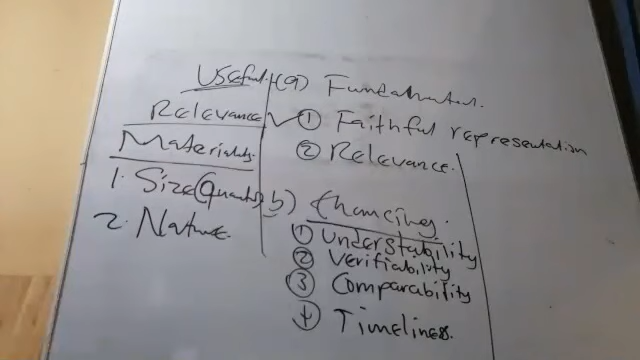 Useful. (a) Fundamental.
Relevance ① Faithful representation
Materiality. ② Relevance.
1. Size (Quantity) b) Enhancing.
2. Nature. ① Understability
② Verifiability
③ Comparability
④ Timeliness.